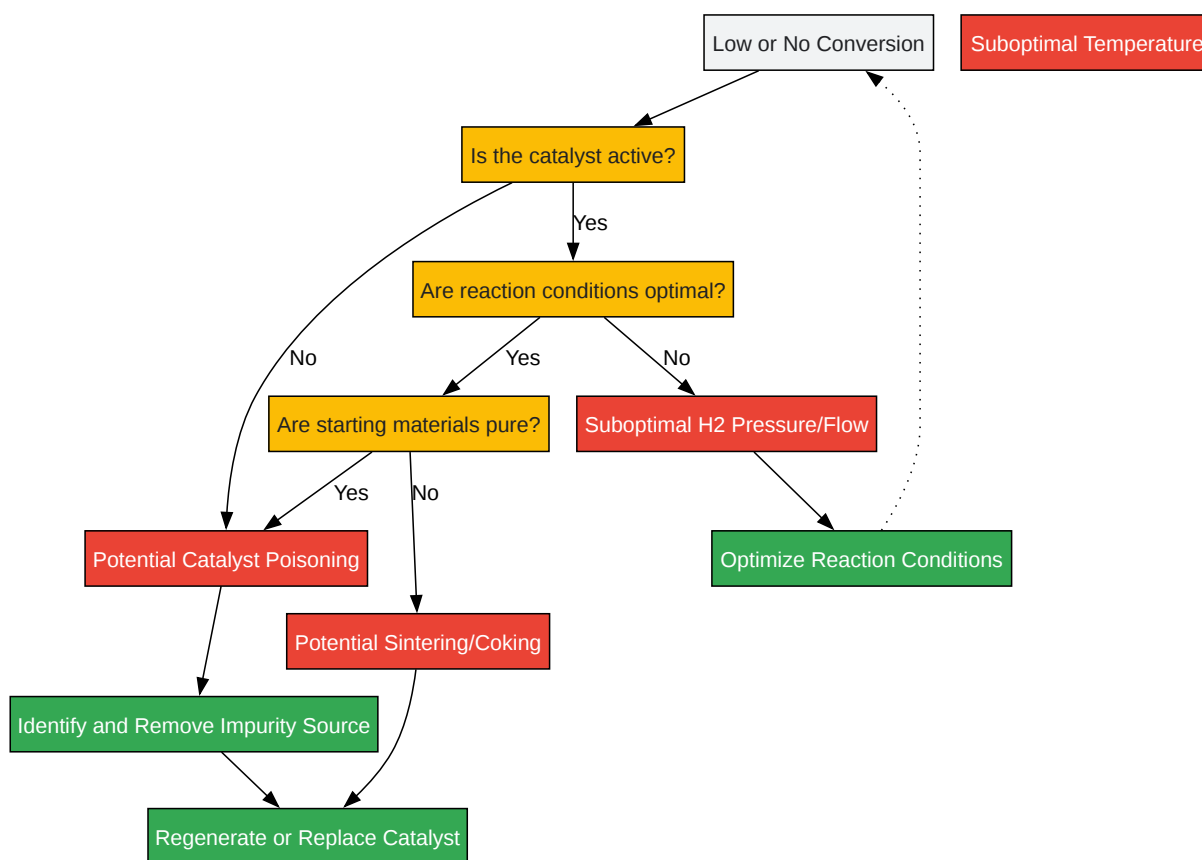 Low or No Conversion
Suboptimal Temperature
Is the catalyst active?
Yes
Are reaction conditions optimal?
No
Yes
No
Are starting materials pure?
Suboptimal H2 Pressure/Flow
Yes
No
Potential Catalyst Poisoning
Optimize Reaction Conditions
Potential Sintering/Coking
Identify and Remove Impurity Source
Regenerate or Replace Catalyst